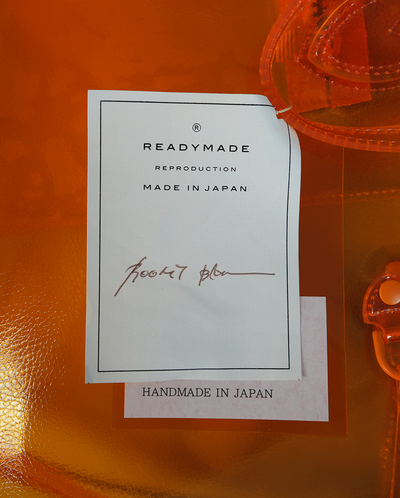 ®
READYMADE
REPRODUCTION
MADE IN JAPAN
HANDMADE IN JAPAN